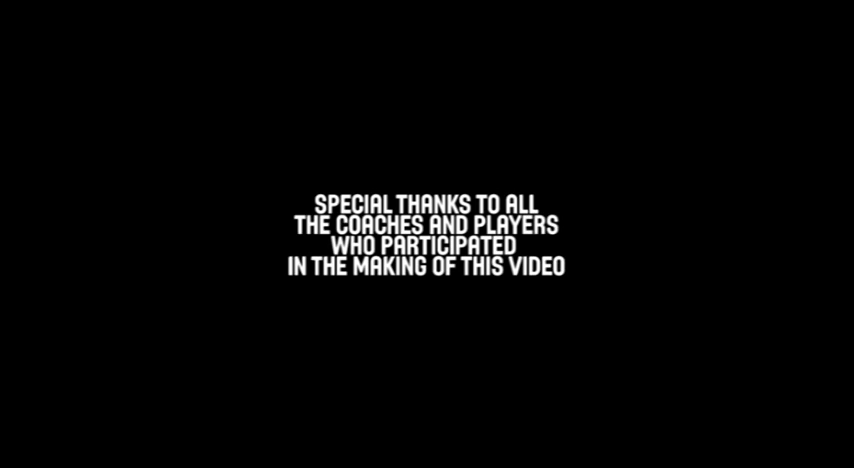 SPECIAL THANKS TO ALL
THE COACHES AND PLAYERS
WHO PARTICIPATED
IN THE MAKING OF THIS VIDEO